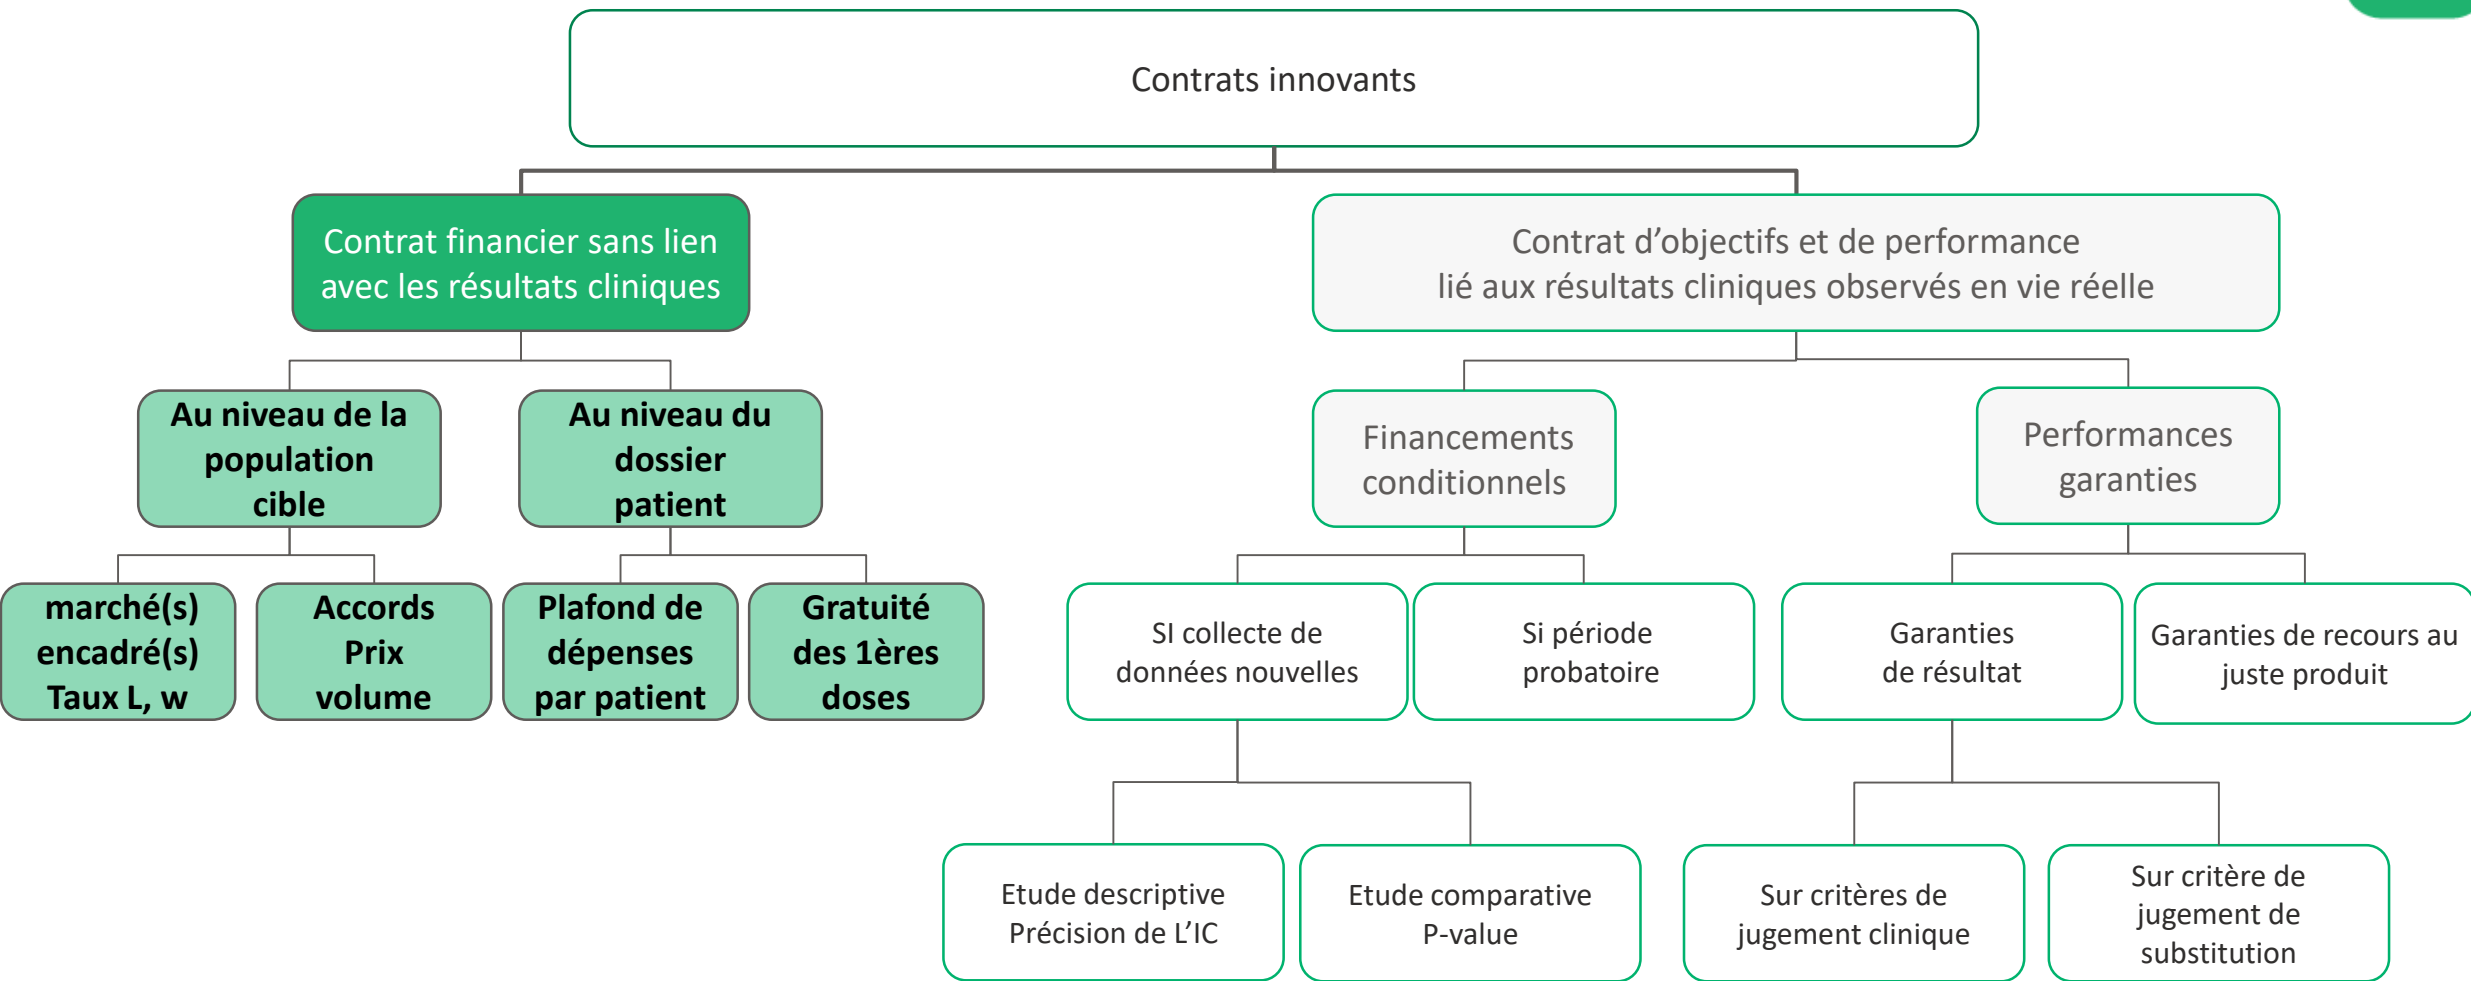 Contrats innovants
Contrat financier sans lien
avec les résultats cliniques
Contrat d’objectifs et de performance
lié aux résultats cliniques observés en vie réelle
Au niveau de la
population
cible
Au niveau du
dossier
patient
Financements
conditionnels
Performances
garanties
marché(s)
encadré(s)
Taux L, w
Accords
Prix
volume
Plafond de
dépenses
par patient
Gratuité
des 1ères
doses
SI collecte de
données nouvelles
Si période
probatoire
Garanties
de résultat
Garanties de recours au
juste produit
Etude descriptive
Précision de L’IC
Etude comparative
P-value
Sur critères de
jugement clinique
Sur critère de
jugement de
substitution